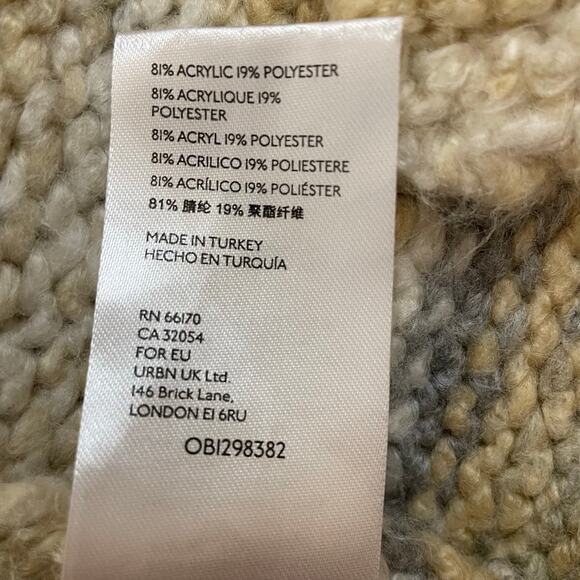 81% ACRYLIC 19% POLYESTER
81% ACRYLIQUE 19%
POLYESTER
81% ACRYL 19% POLYESTER
81% ACRILICO 19% POLIESTERE
81% ACRÍLICO 19% POLIÉSTER
81% 腈纶 19% 聚酯纤维
MADE IN TURKEY
HECHO EN TURQUÍA
RN 66170
CA 32054
FOR EU
URBN UK Ltd.
146 Brick Lane,
LONDON E1 6RU
OB1298382